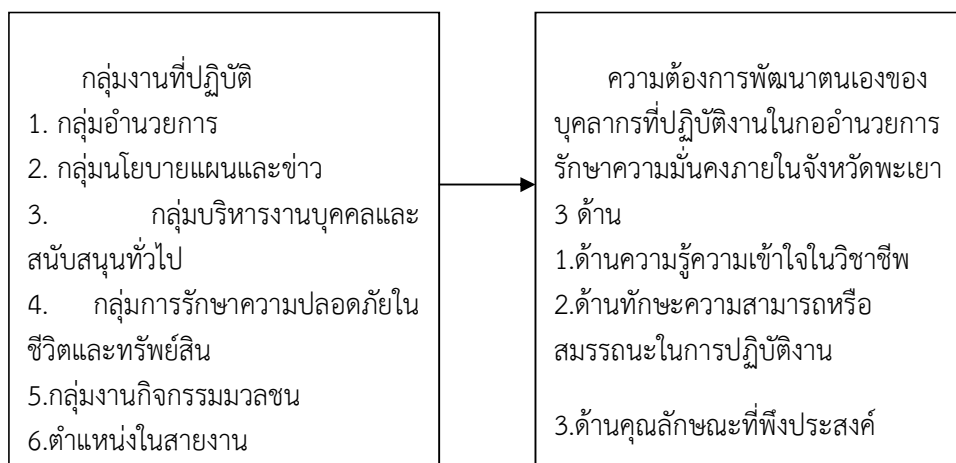 กลุ่มงานที่ปฏิบัติ
1. กลุ่มอำนวยการ
2. กลุ่มนโยบายแผนและข่าว
3. กลุ่มบริหารงานบุคคลและ
สนับสนุนทั่วไป
4. กลุ่มการรักษาความปลอดภัยใน
ชีวิตและทรัพย์สิน
5.กลุ่มงานกิจกรรมมวลชน
6.ตำแหน่งในสายงาน
ความต้องการพัฒนาตนเองของ
บุคลากรที่ปฏิบัติงานในกออำนวยการ
รักษาความมั่นคงภายในจังหวัดพะเยา
3 ด้าน
1.ด้านความรู้ความเข้าใจในวิชาชีพ
2.ด้านทักษะความสามารถหรือ
สมรรถนะในการปฏิบัติงาน
3.ด้านคุณลักษณะที่พึงประสงค์